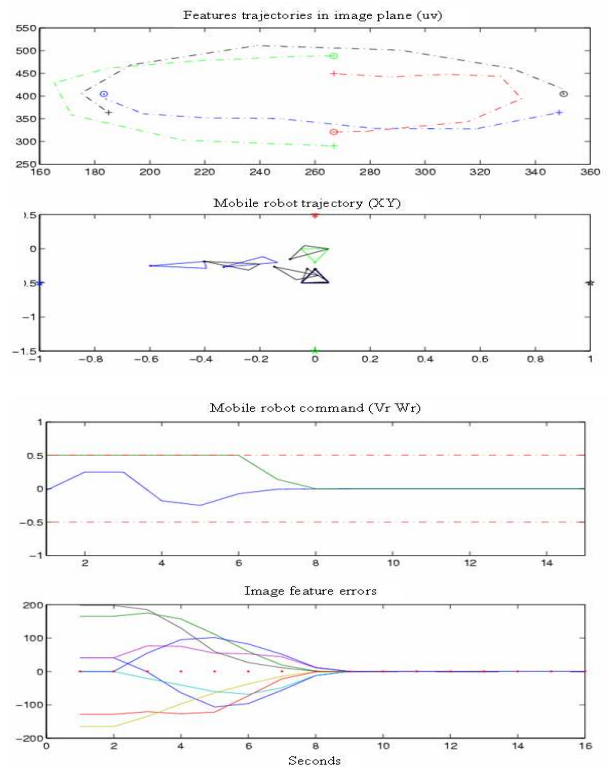 Features trajectories in image plane (uv)
550
500
450
400
350
300
250
160 180 200 220 240 260 280 300 320 340 360
Mobile robot trajectory (XY)
).5
0
).5
−1
−1.5
−1 −0.8 −0.6 −0.4 −0.2 0 0.2 0.4 0.6 0.8 1
Mobile robot command (Vr Wr)
1
0.5
0
−0.5
−1
2 4 6 8 10 12 14
Image feature errors
200
100
0
−100
−200
0 2 4 6 8 10 12 14 16
Seconds